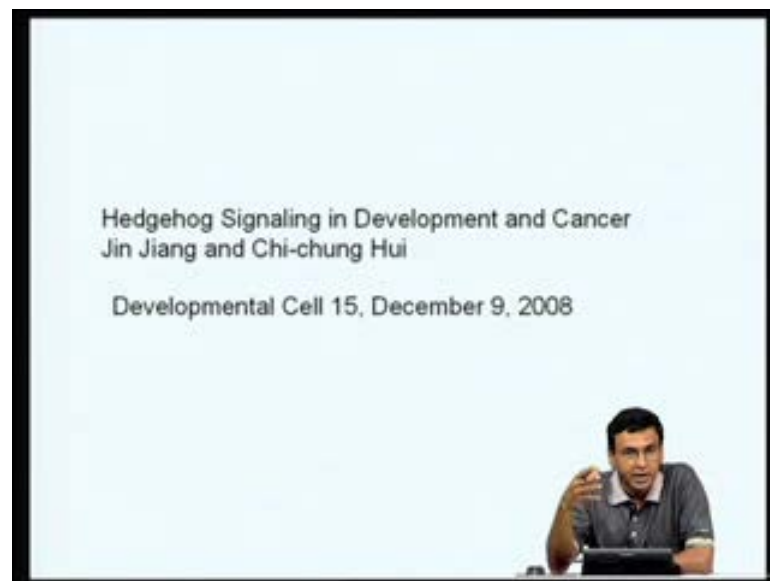 Hedgehog Signaling in Development and Cancer
Jin Jiang and Chi-chung Hui
Developmental Cell 15, December 9, 2008